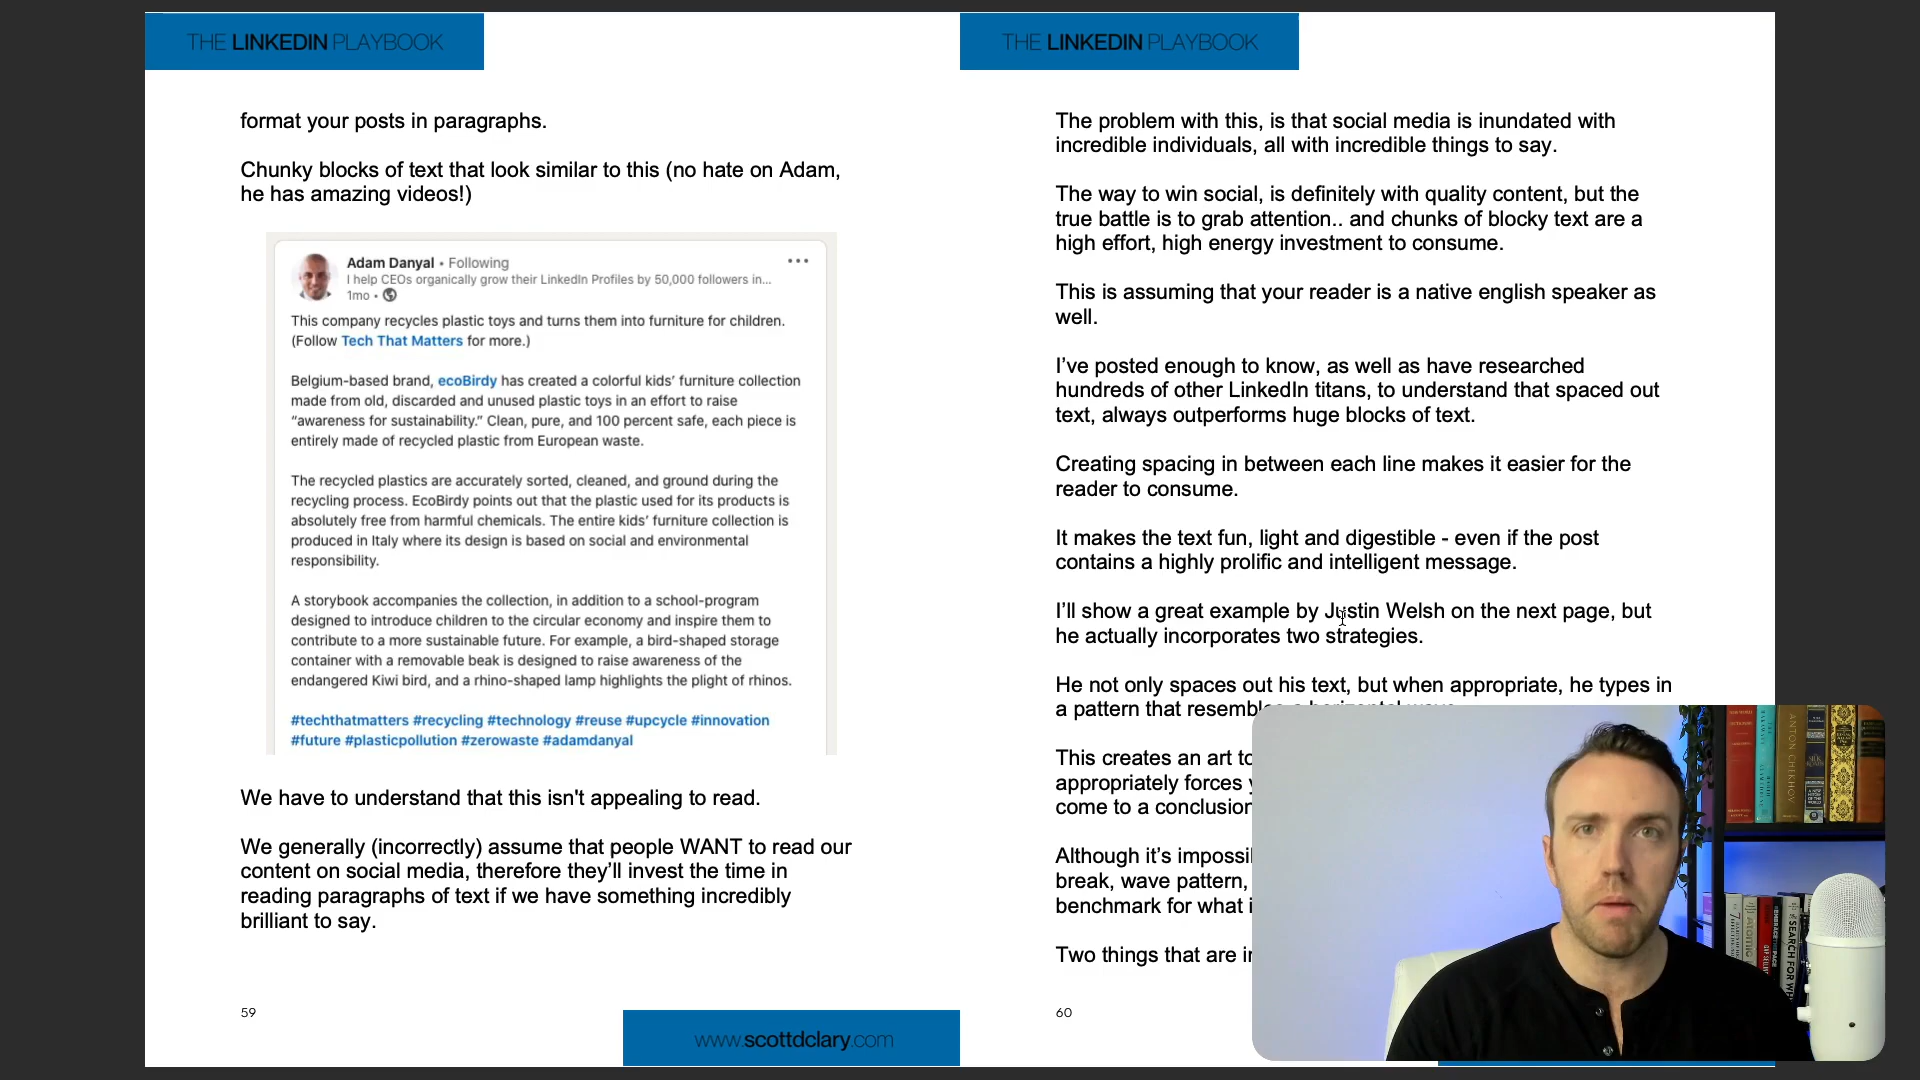 THE LINKEDIN PLAYBOOK
format your posts in paragraphs.
Chunky blocks of text that look similar to this (no hate on Adam,
he has amazing videos!)
Adam Danyal • Following
I help CEOs organically grow their LinkedIn Profiles by 50,000 followers in...
1mo •
This company recycles plastic toys and turns them into furniture for children.
(Follow Tech That Matters for more.)
Belgium-based brand, ecoBirdy has created a colorful kids’ furniture collection
made from old, discarded and unused plastic toys in an effort to raise
“awareness for sustainability.” Clean, pure, and 100 percent safe, each piece is
entirely made of recycled plastic from European waste.
The recycled plastics are accurately sorted, cleaned, and ground during the
recycling process. EcoBirdy points out that the plastic used for its products is
absolutely free from harmful chemicals. The entire kids’ furniture collection is
produced in Italy where its design is based on social and environmental
responsibility.
A storybook accompanies the collection, in addition to a school-program
designed to introduce children to the circular economy and inspire them to
contribute to a more sustainable future. For example, a bird-shaped storage
container with a removable beak is designed to raise awareness of the
endangered Kiwi bird, and a rhino-shaped lamp highlights the plight of rhinos.
#techthatmatters #recycling #technology #reuse #upcycle #innovation
#future #plasticpollution #zerowaste #adamdanyal
We have to understand that this isn't appealing to read.
We generally (incorrectly) assume that people WANT to read our
content on social media, therefore they’ll invest the time in
reading paragraphs of text if we have something incredibly
brilliant to say.
59
www.scottdclary.com
THE LINKEDIN PLAYBOOK
The problem with this, is that social media is inundated with
incredible individuals, all with incredible things to say.
The way to win social, is definitely with quality content, but the
true battle is to grab attention.. and chunks of blocky text are a
high effort, high energy investment to consume.
This is assuming that your reader is a native english speaker as
well.
I’ve posted enough to know, as well as have researched
hundreds of other LinkedIn titans, to understand that spaced out
text, always outperforms huge blocks of text.
Creating spacing in between each line makes it easier for the
reader to consume.
It makes the text fun, light and digestible - even if the post
contains a highly prolific and intelligent message.
I’ll show a great example by Justin Welsh on the next page, but
he actually incorporates two strategies.
He not only spaces out his text, but when appropriate, he types in
a pattern that
This creates an art
appropriately forces
come to a conclusion
Although it’s
break, wave pattern,
benchmark for what
Two things that are
60
ANTON CHEKHOV
SEARCH FOR